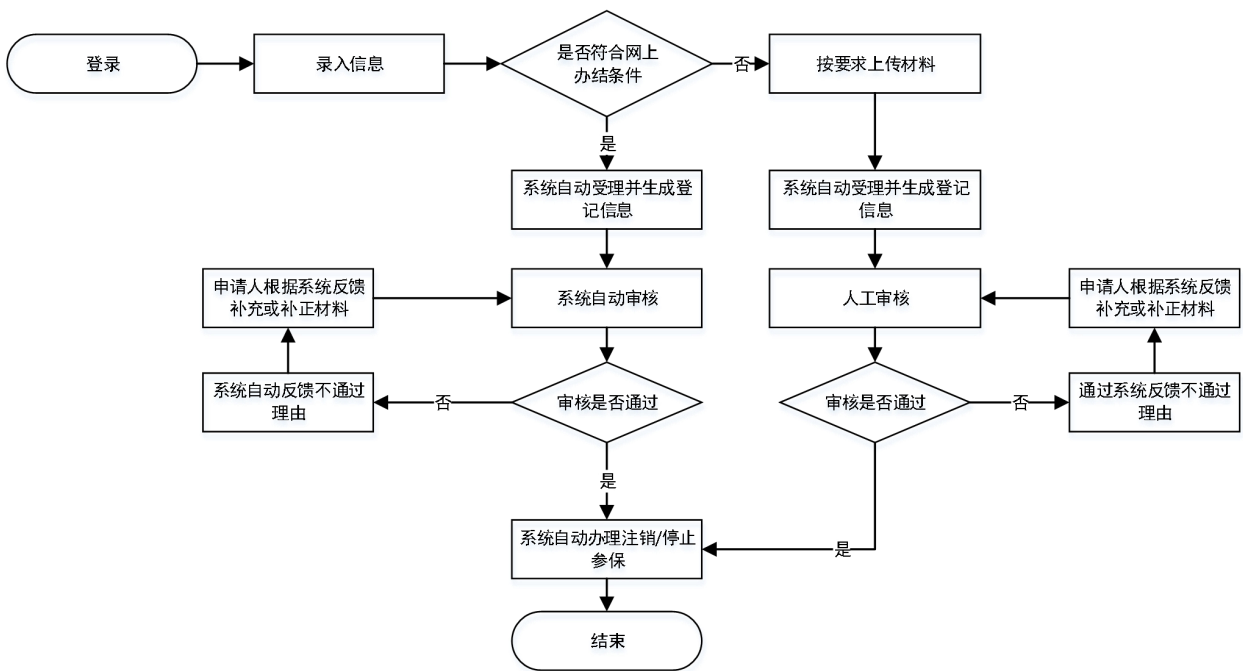 登录
录入信息
是否符合网上
办结条件
否
按要求上传材料
是
系统自动受理并生成登
记信息
系统自动受理并生成登记
信息
申请人根据系统反馈
补充或补正材料
系统自动审核
人工审核
申请人根据系统反馈
补充或补正材料
系统自动反馈不通过
理由
否
审核是否通过
审核是否通过
否
通过系统反馈不通过
理由
是
系统自动办理注销/停止
参保
是
结束